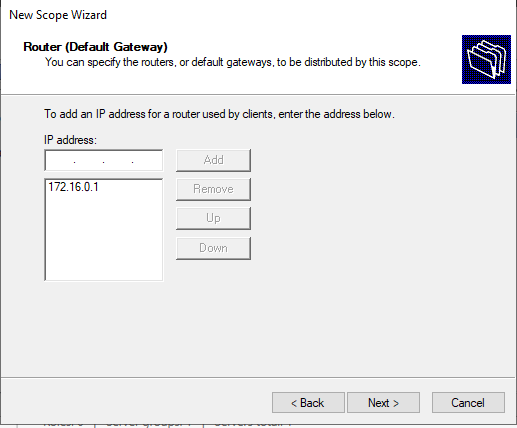 New Scope Wizard
Router (Default Gateway)
You can specify the routers, or default gateways, to be distributed by this scope.
To add an IP address for a router used by clients, enter the address below.
IP address:
. . .
Add
172.16.0.1
Remove
Up
Down
< Back
Next >
Cancel